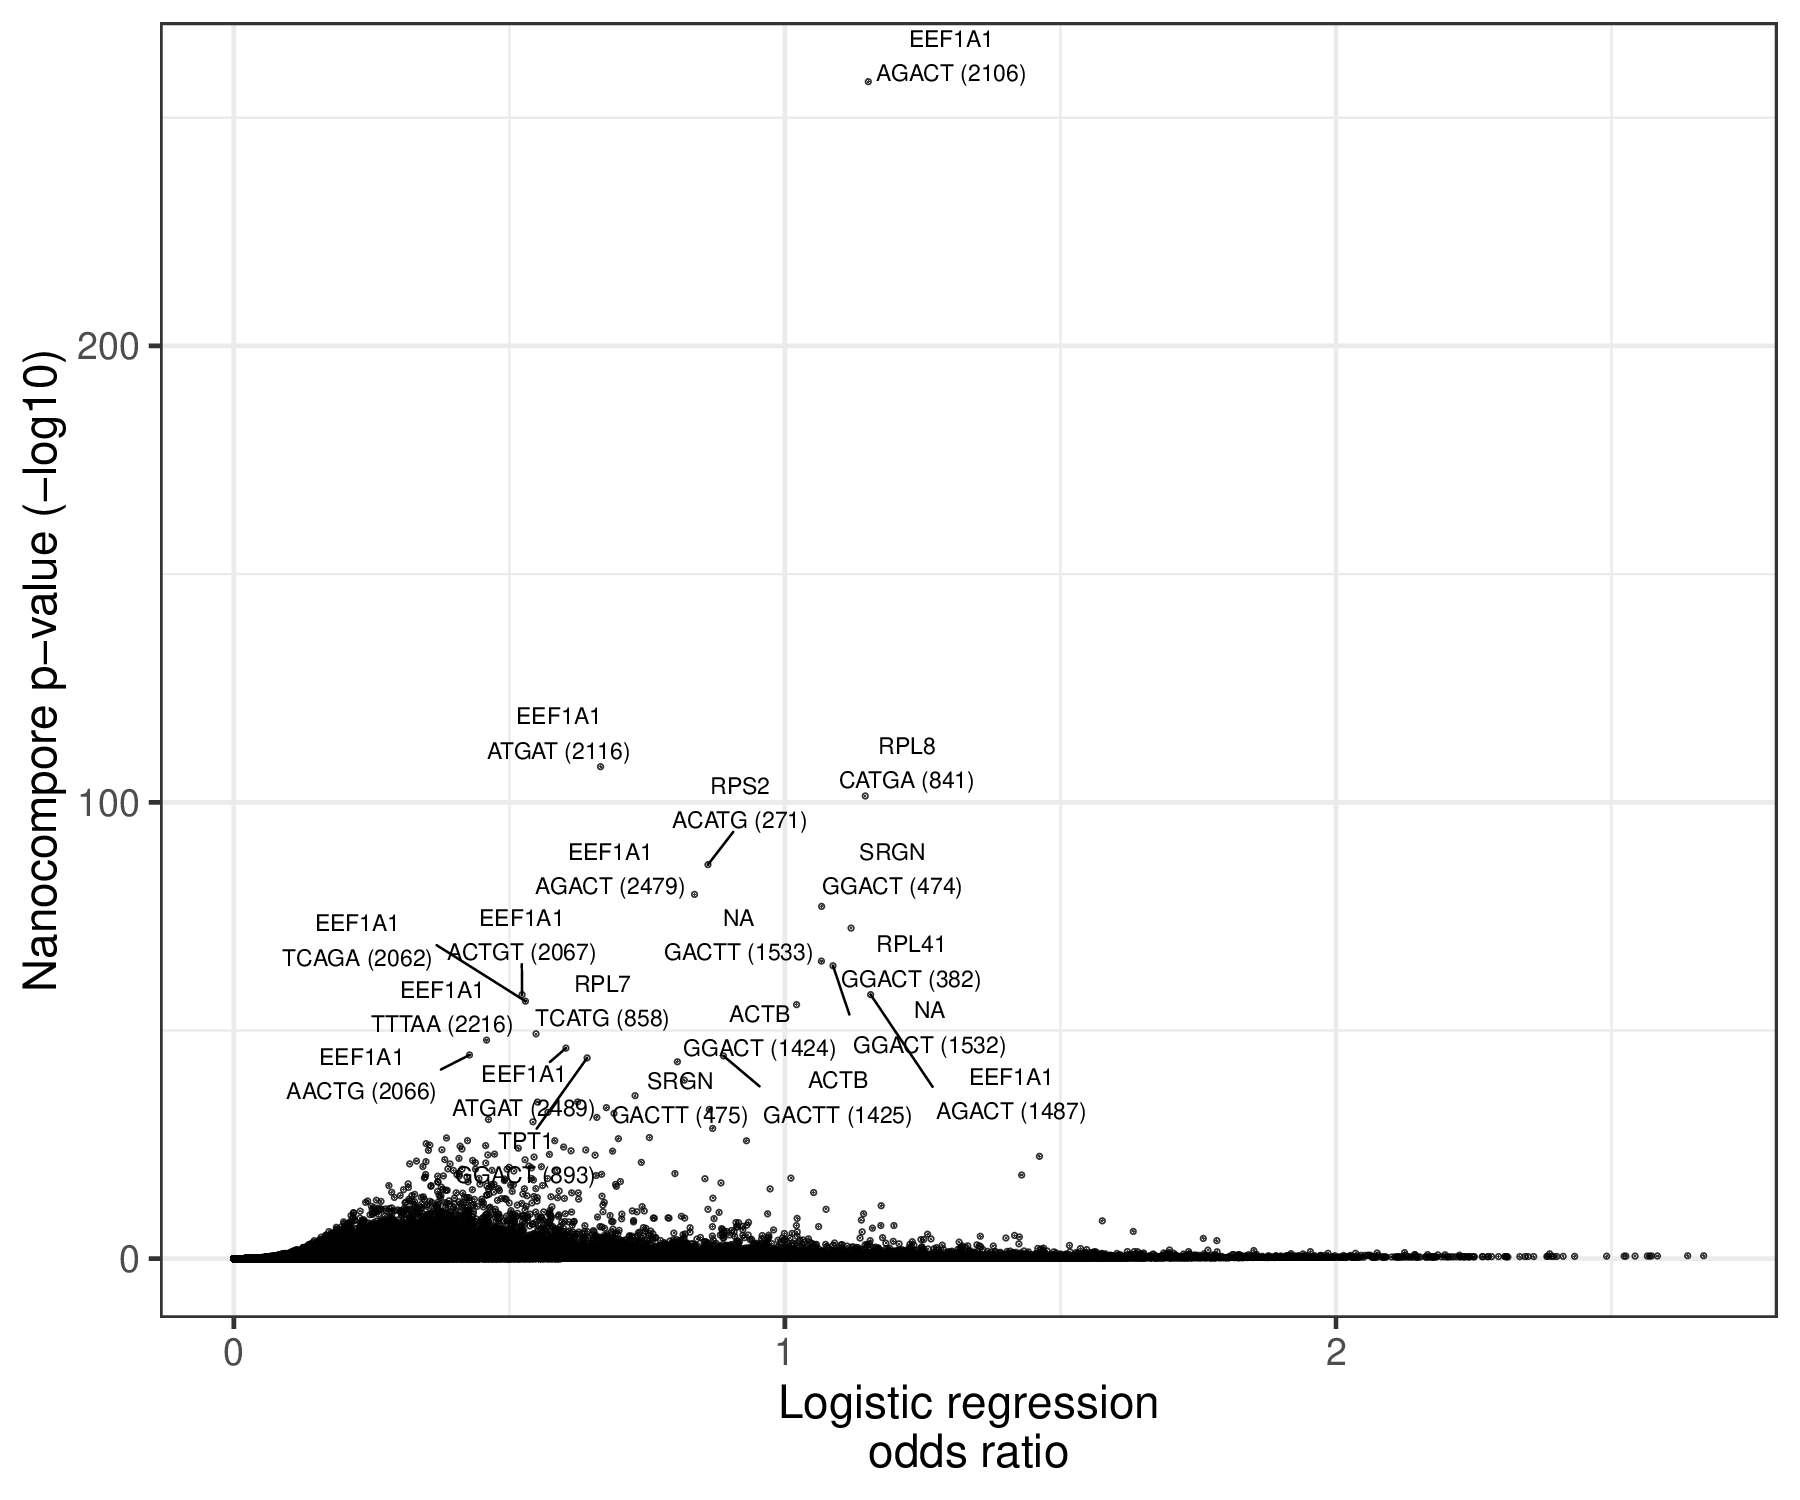 EEF1A1
AGACT (2106)
200
EEF1A1
ATGAT (2116)
RPL8
CATGA (841)
100
RPS2
ACATG (271)
EEF1A1
AGACT (2479)
SRGN
GGACT (474)
EEF1A1
TCAGA (2062)
EEF1A1
ACTGT (2067)
NA
GACTT (1533)
RPL41
GGACT (382)
EEF1A1
TTTAA (2216)
RPL7
TCATG (858)
ACTB
GGACT (1424)
NA
GGACT (1532)
EEF1A1
AACTG (2066)
EEF1A1
ATGAT (2489)
SRGN
GACTT (475)
ACTB
GACTT (1425)
EEF1A1
AGACT (1487)
TPT1
GGACT (893)
0
0
1
2
Nanocompore p−value (−log10)
Logistic regression
odds ratio